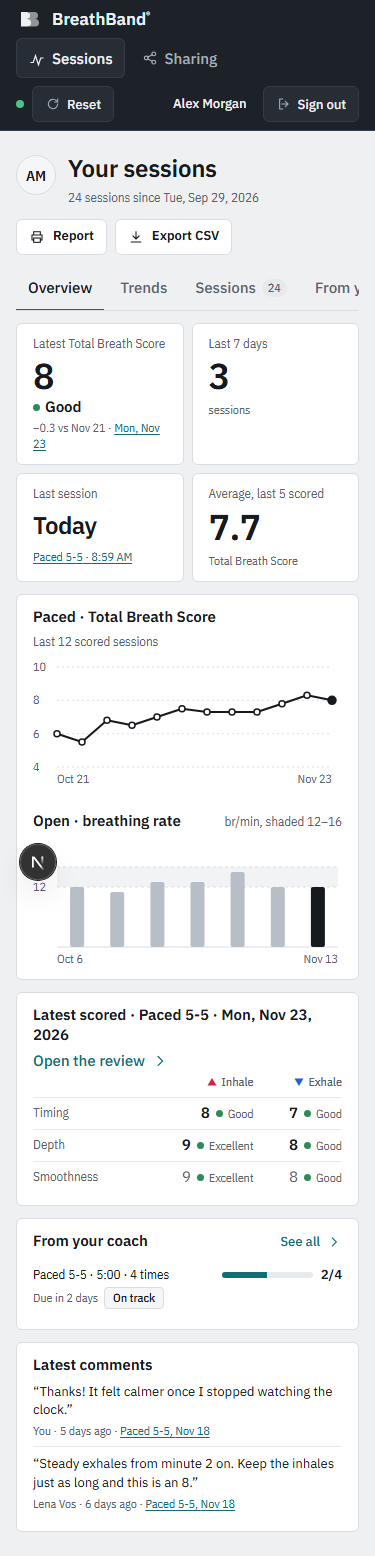 BreathBand®
Sessions
Sharing
Reset
Alex Morgan
Sign out
AM
Your sessions
24 sessions since Tue, Sep 29, 2026
Report
Export CSV
Overview
Trends
Sessions 24
From y
Latest Total Breath Score
8
Good
−0.3 vs Nov 21 · Mon, Nov
23
Last 7 days
3
sessions
Last session
Today
Paced 5-5 · 8:59 AM
Average, last 5 scored
7.7
Total Breath Score
Paced · Total Breath Score
Last 12 scored sessions
10
8
6
4
Oct 21
Nov 23
Open · breathing rate
br/min, shaded 12–16
N
12
Oct 6
Nov 13
Latest scored · Paced 5-5 · Mon, Nov 23,
2026
Open the review
Inhale
Exhale
Timing 8 Good 7 Good
Depth 9 Excellent 8 Good
Smoothness 9 Excellent 8 Good
From your coach
See all
Paced 5-5 · 5:00 · 4 times
2/4
Due in 2 days
On track
Latest comments
“Thanks! It felt calmer once I stopped watching the
clock.”
You · 5 days ago · Paced 5-5, Nov 18
“Steady exhales from minute 2 on. Keep the inhales
just as long and this is an 8.”
Lena Vos · 6 days ago · Paced 5-5, Nov 18